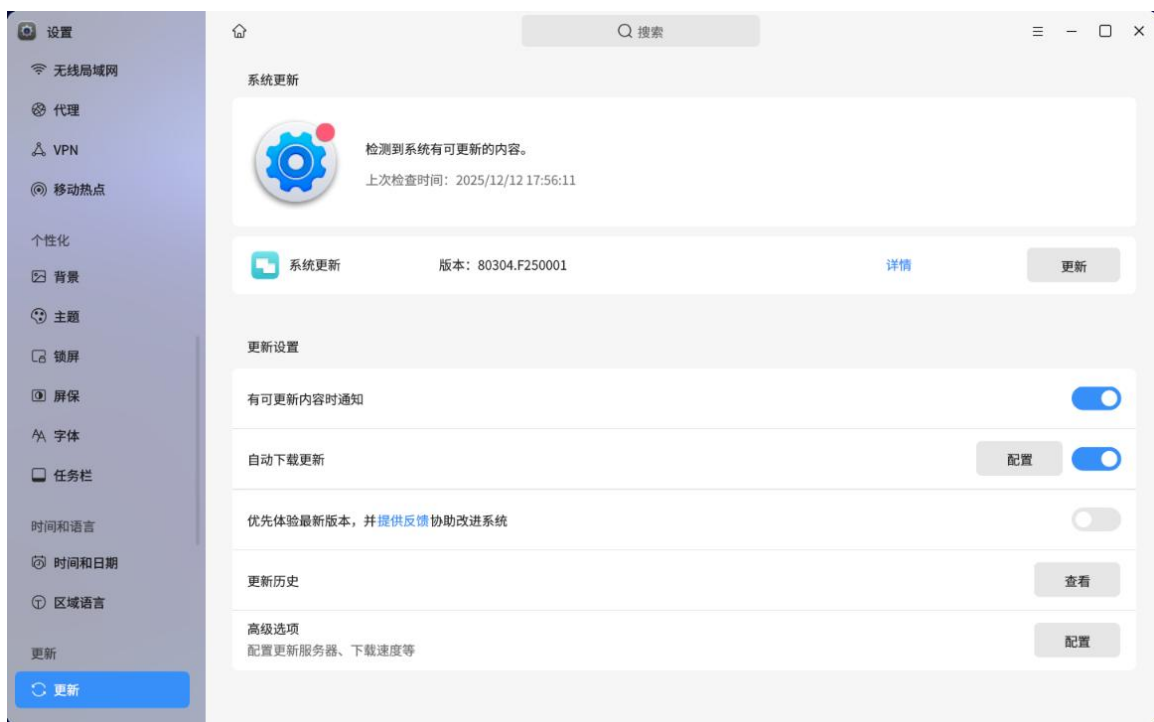 设置
搜索
无线局域网
代理
VPN
移动热点
个性化
背景
主题
锁屏
屏保
字体
任务栏
时间和语言
时间和日期
区域语言
更新
更新
系统更新
检测到系统有可更新的内容。
上次检查时间：2025/12/12 17:56:11
系统更新 版本：80304.F250001 详情 更新
更新设置
有可更新内容时通知
自动下载更新 配置
优先体验最新版本，并提供反馈协助改进系统
更新历史 查看
高级选项
配置更新服务器、下载速度等
配置